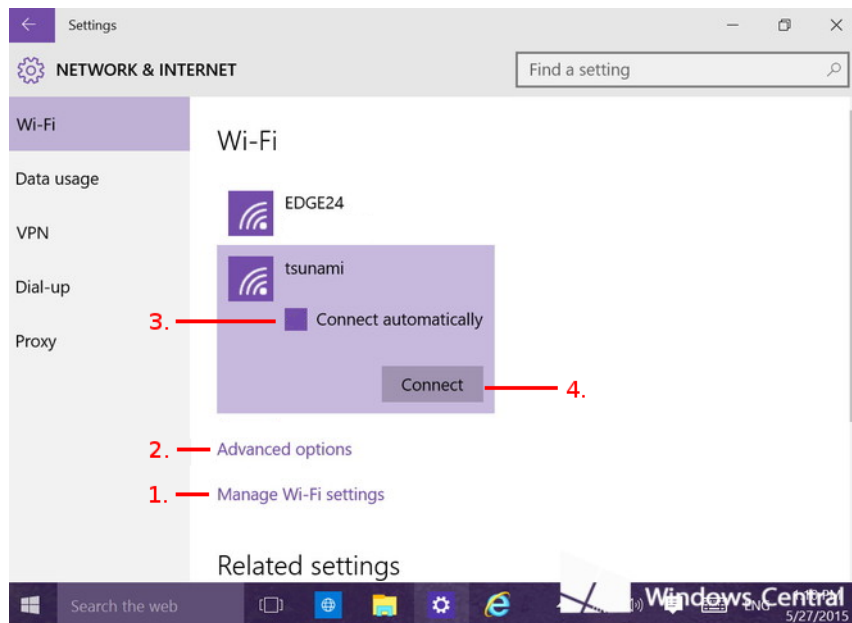 Settings
NETWORK & INTERNET
Find a setting
Wi-Fi
Data usage
VPN
Dial-up
Proxy
Wi-Fi
EDGE24
tsunami
3.
Connect automatically
Connect
4.
2.
Advanced options
1.
Manage Wi-Fi settings
Related settings
Search the web
Windows Central
ENG
PM
5/27/2015